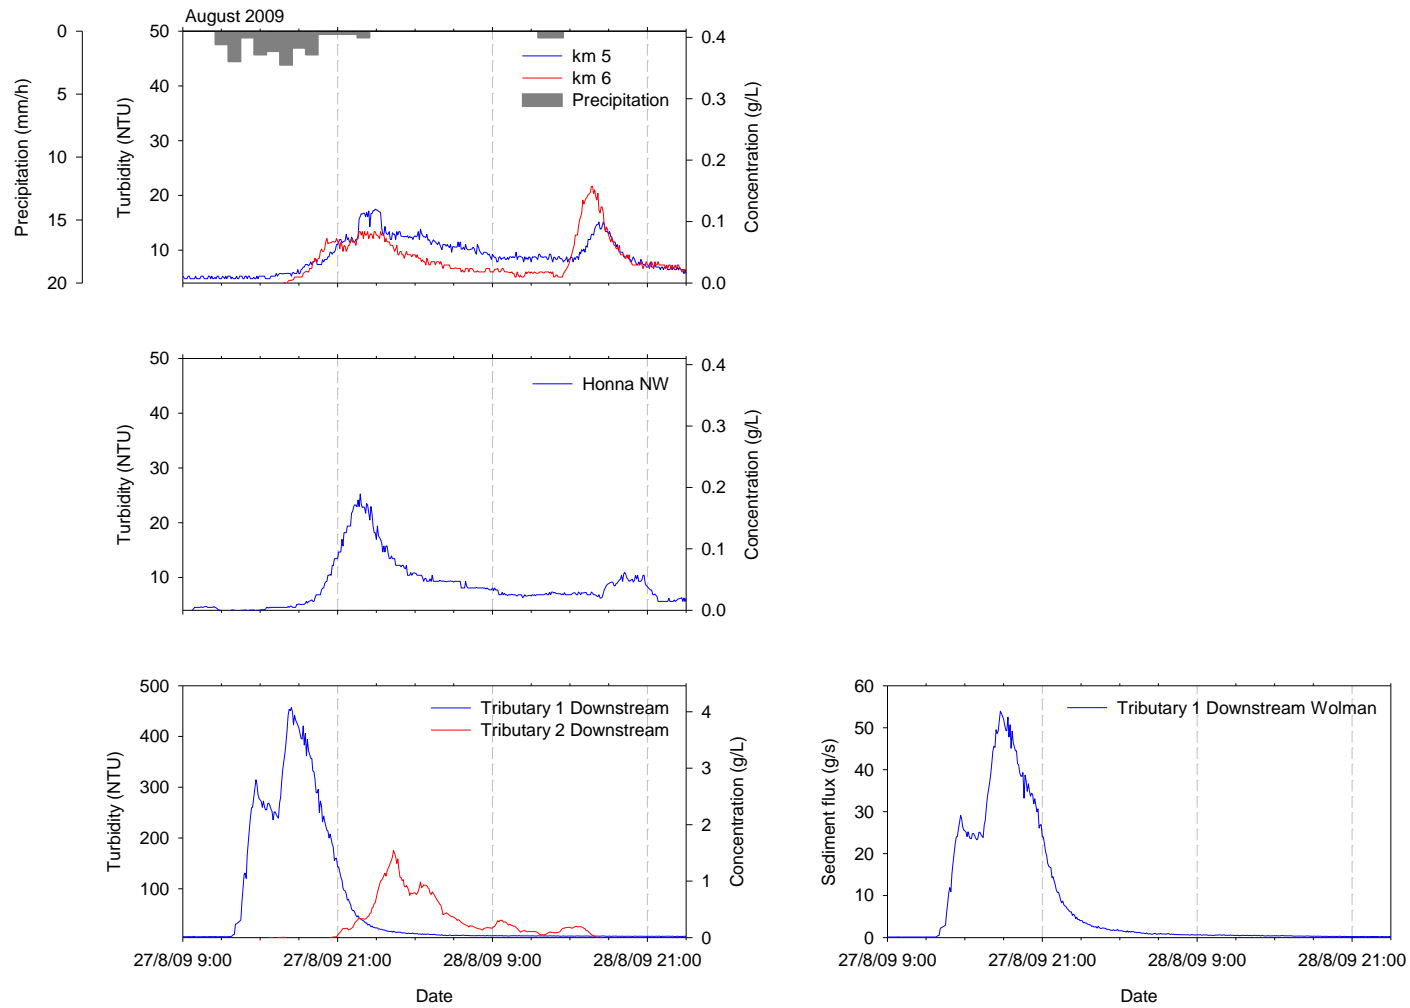 August 2009
0
5
10
15
20
Precipitation (mm/h)
50
40
30
20
10
Turbidity (NTU)
km 5
km 6
Precipitation
0.4
0.3
0.2
0.1
0.0
Concentration (g/L)
50
40
30
20
10
Turbidity (NTU)
Honna NW
0.4
0.3
0.2
0.1
0.0
Concentration (g/L)
500
400
300
200
100
Turbidity (NTU)
Tributary 1 Downstream
Tributary 2 Downstream
4
3
2
1
0
Concentration (g/L)
27/8/09 9:00 27/8/09 21:00 28/8/09 9:00 28/8/09 21:00
Date
60
50
40
30
20
10
0
Sediment flux (g/s)
Tributary 1 Downstream Wolman
27/8/09 9:00 27/8/09 21:00 28/8/09 9:00 28/8/09 21:00
Date